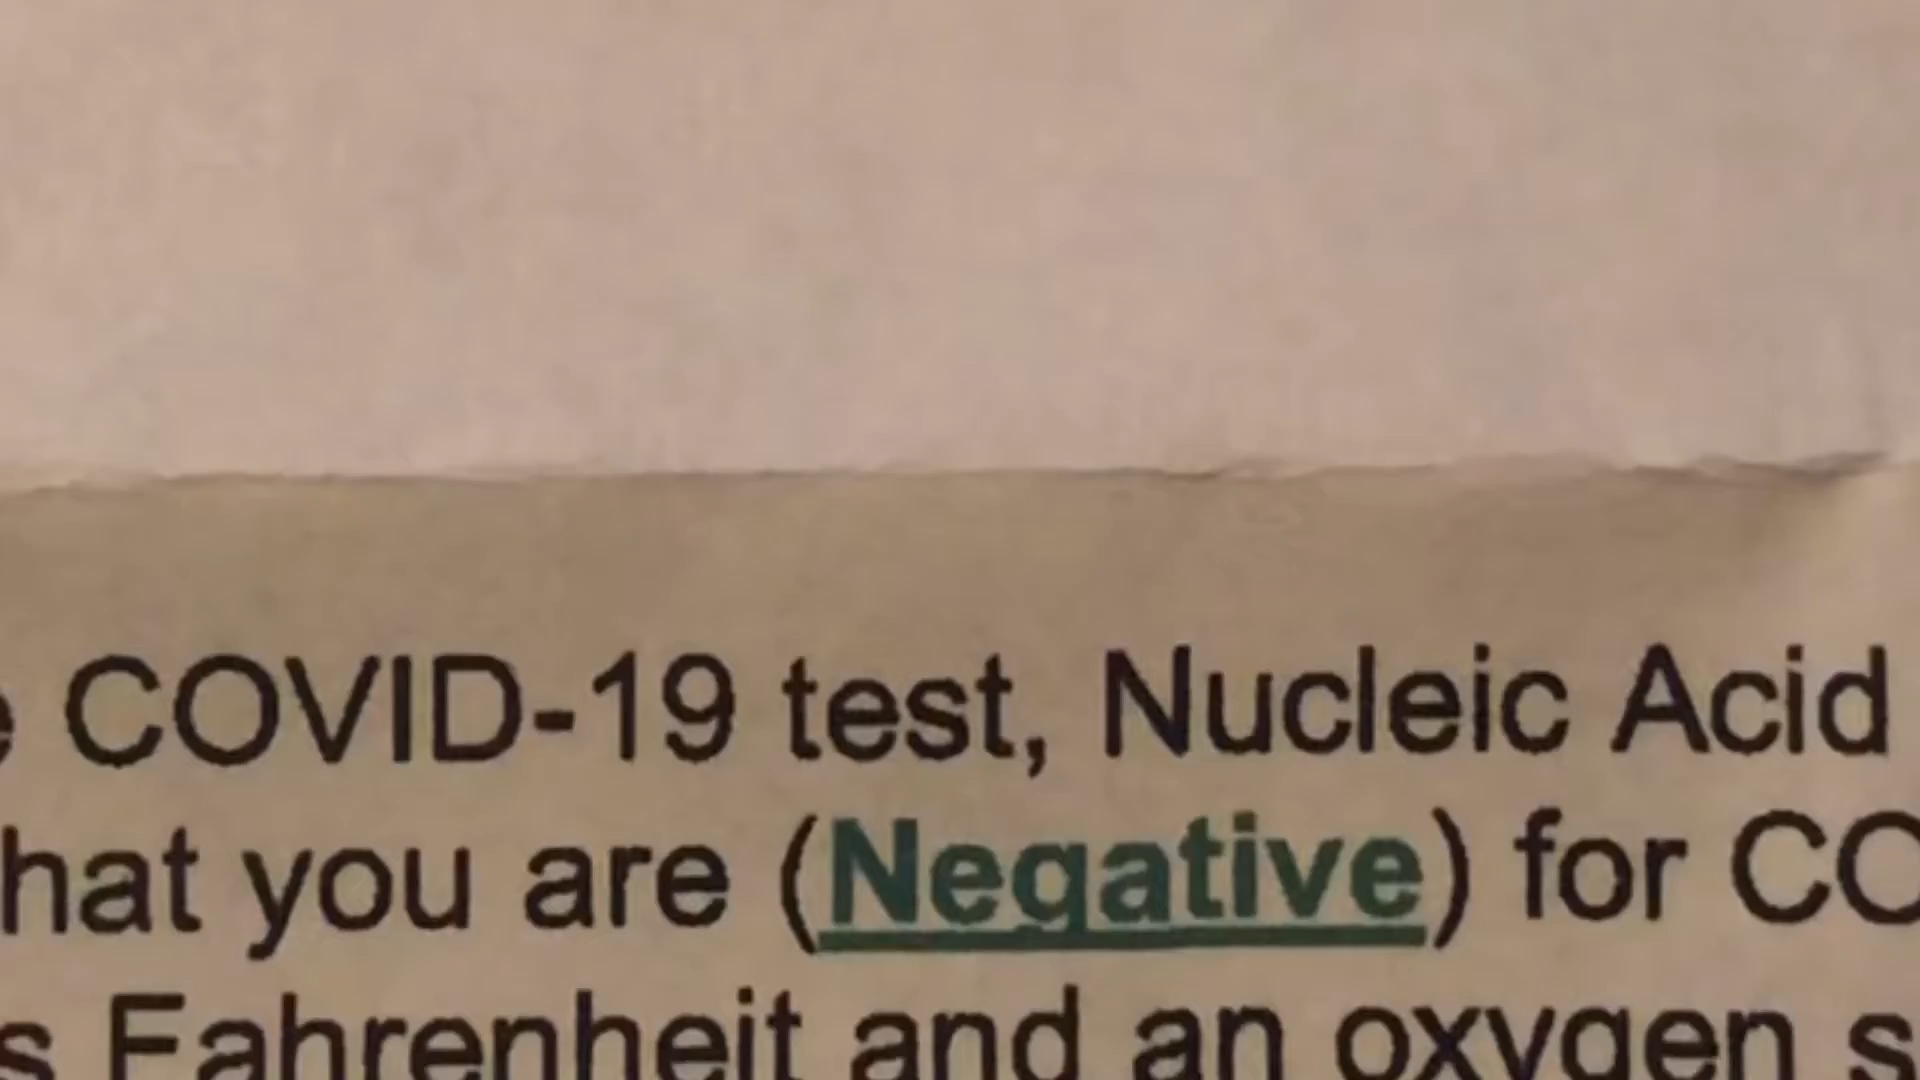 e COVID-19 test, Nucleic Acid
hat you are (Negative) for CO
s Fahrenheit and an oxygen s